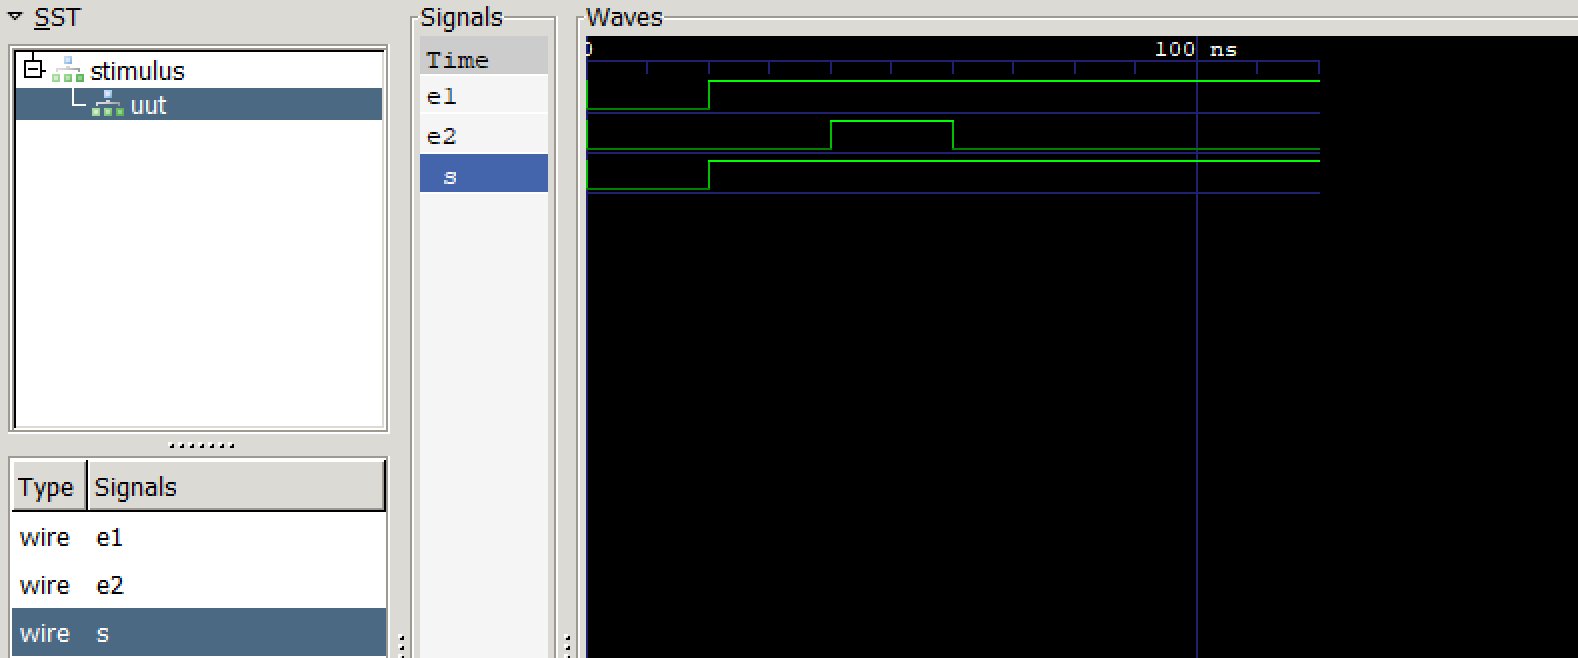 SST
stimulus
uut
Type Signals
wire e1
wire e2
wire s
Signals
Time
e1
e2
s
Waves
0 100 ns